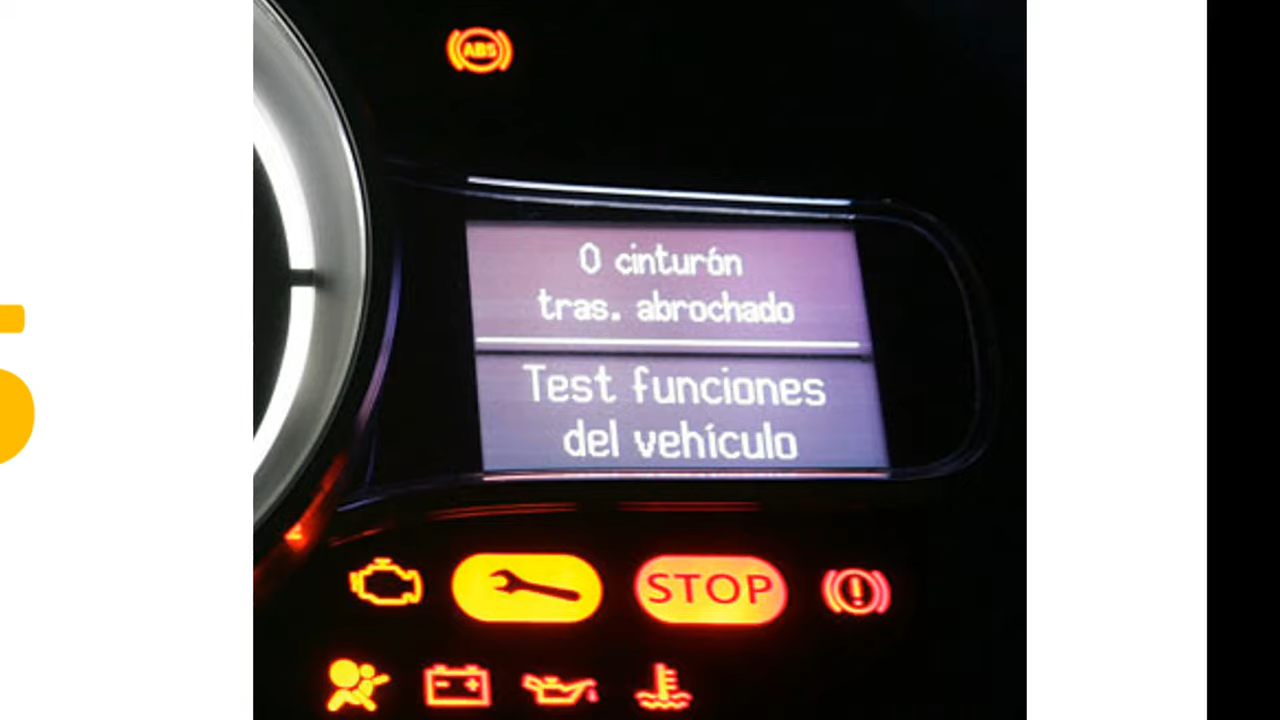 ABS
0 cinturón
tras. abrochado
Test funciones
del vehículo
STOP